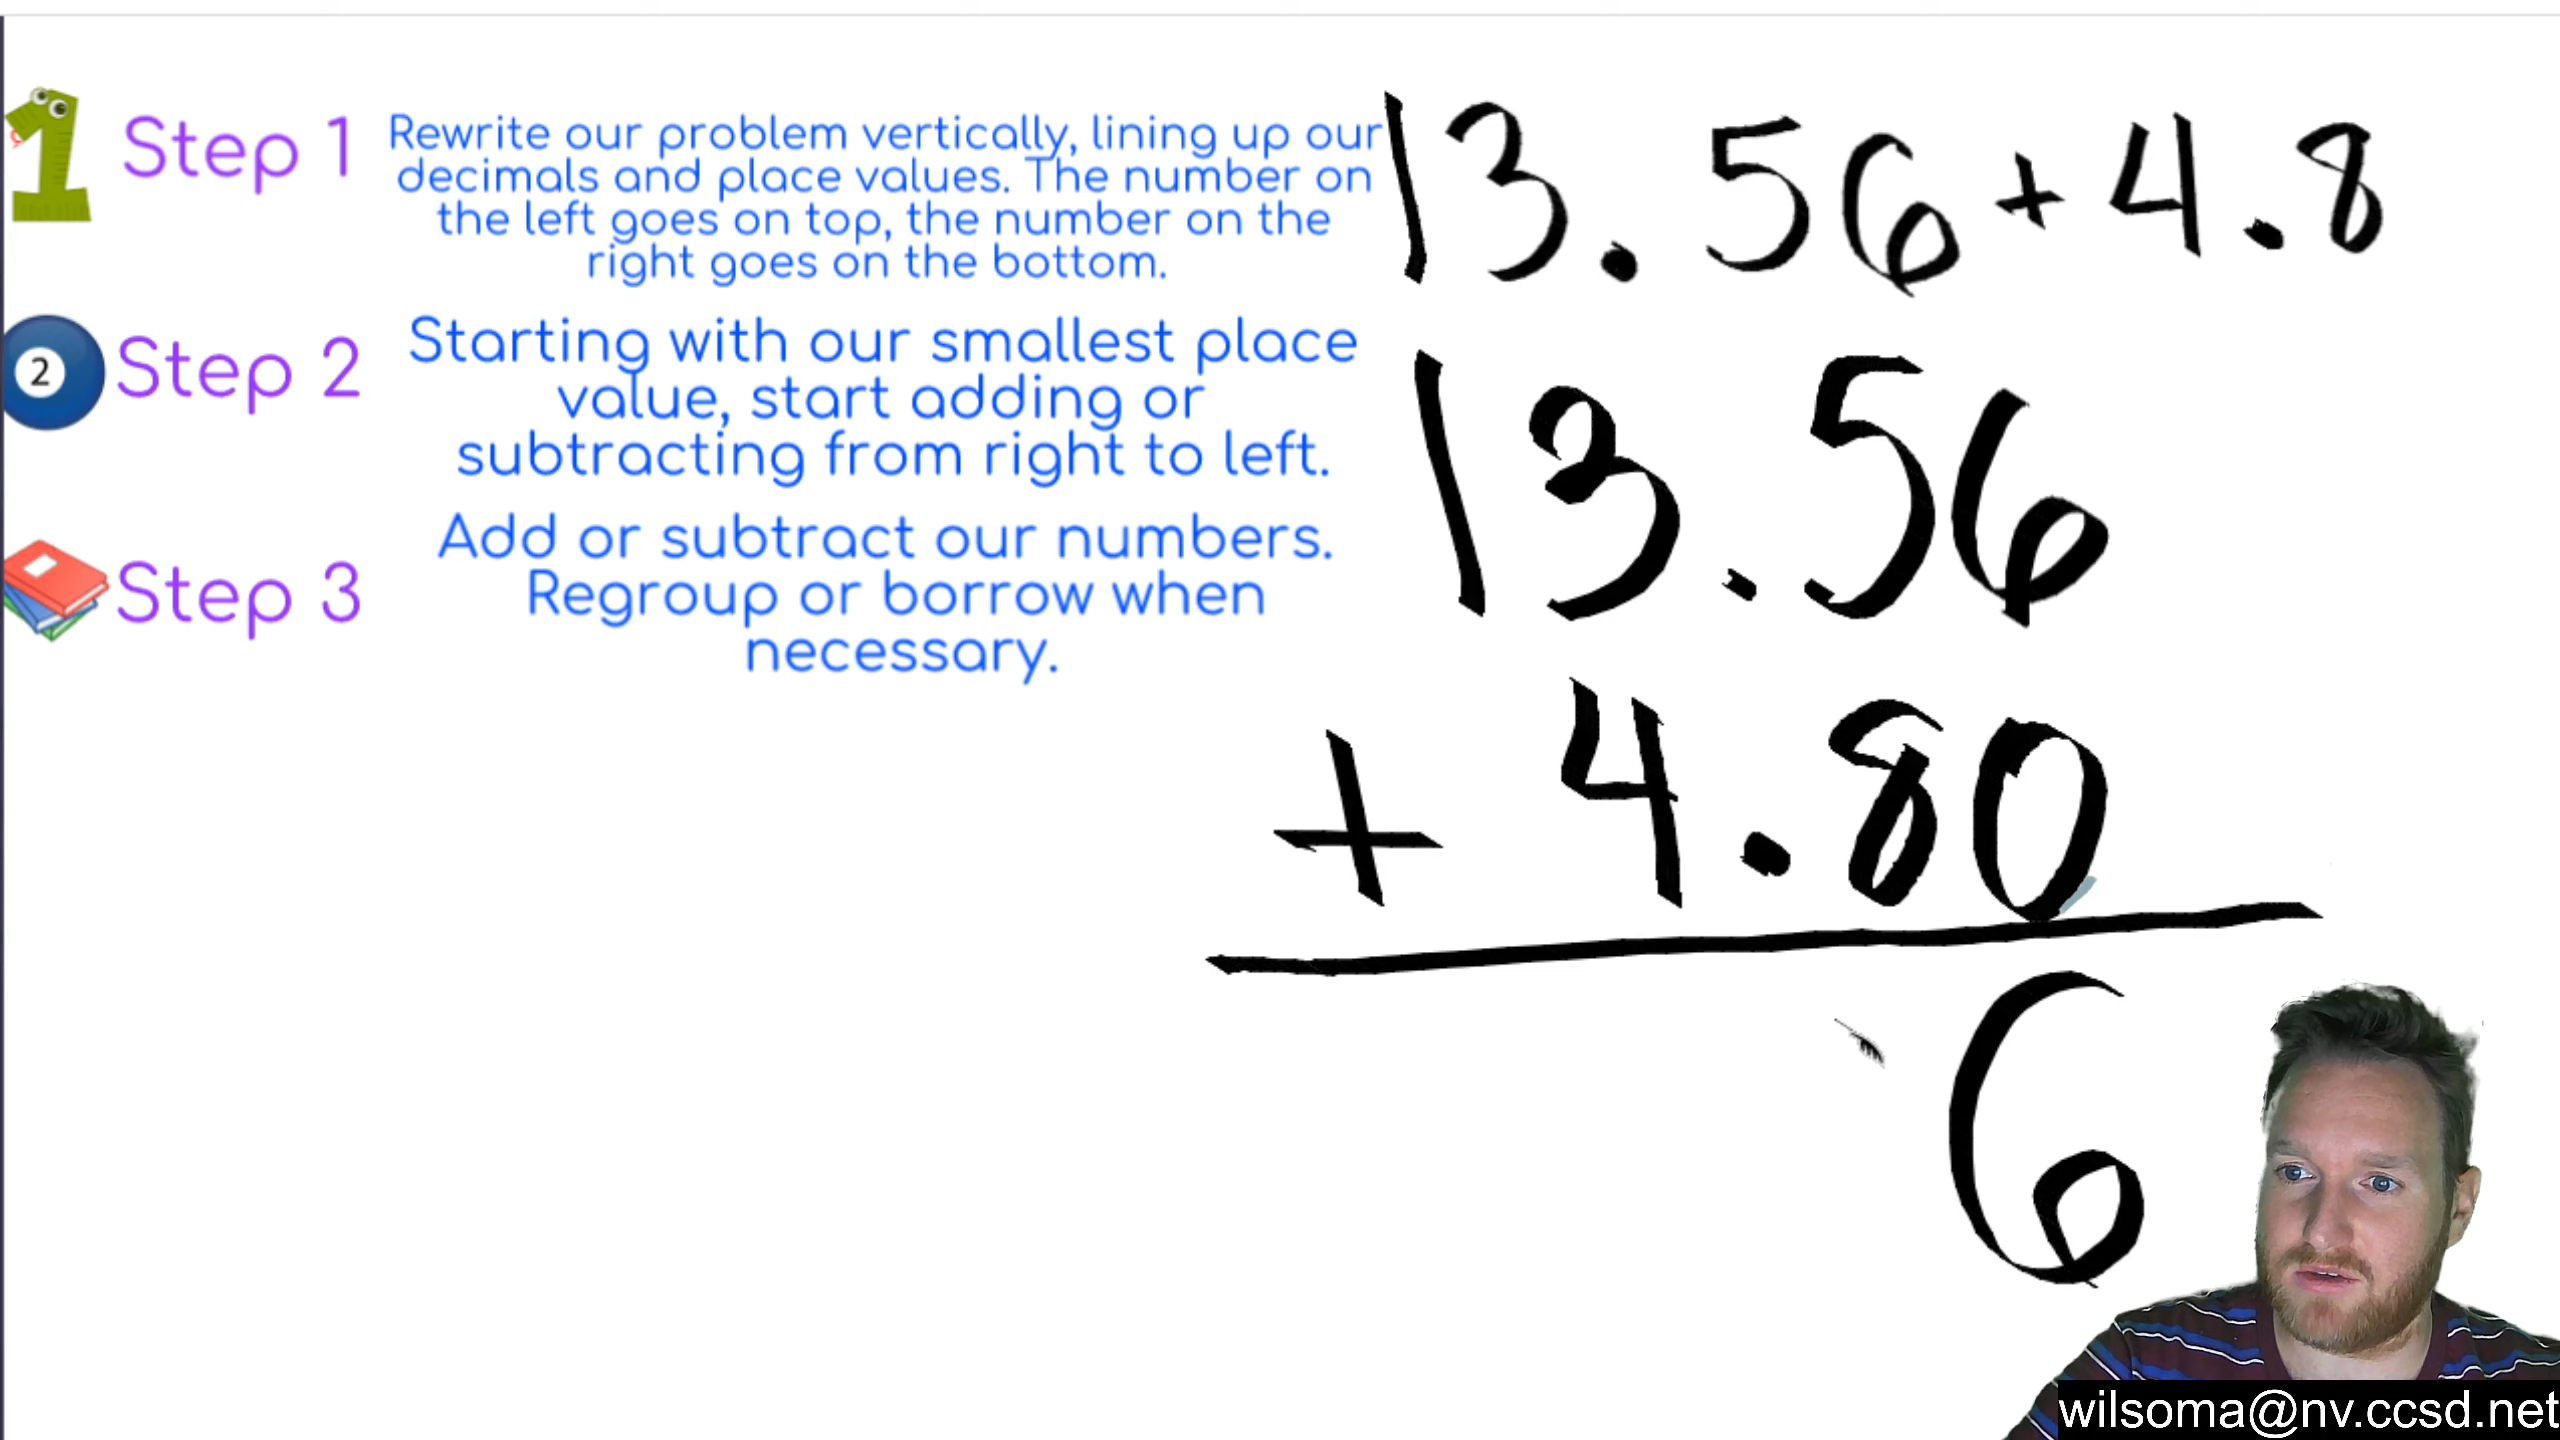 Step 1
Rewrite our problem vertically, lining up our
decimals and place values. The number on
the left goes on top, the number on the
right goes on the bottom.
13.56+4.8
2
Step 2
Starting with our smallest place
value, start adding or
subtracting from right to left.
13.56
Step 3
Add or subtract our numbers.
Regroup or borrow when
necessary.
+ 4.80
6
wilsoma@nv.ccsd.net